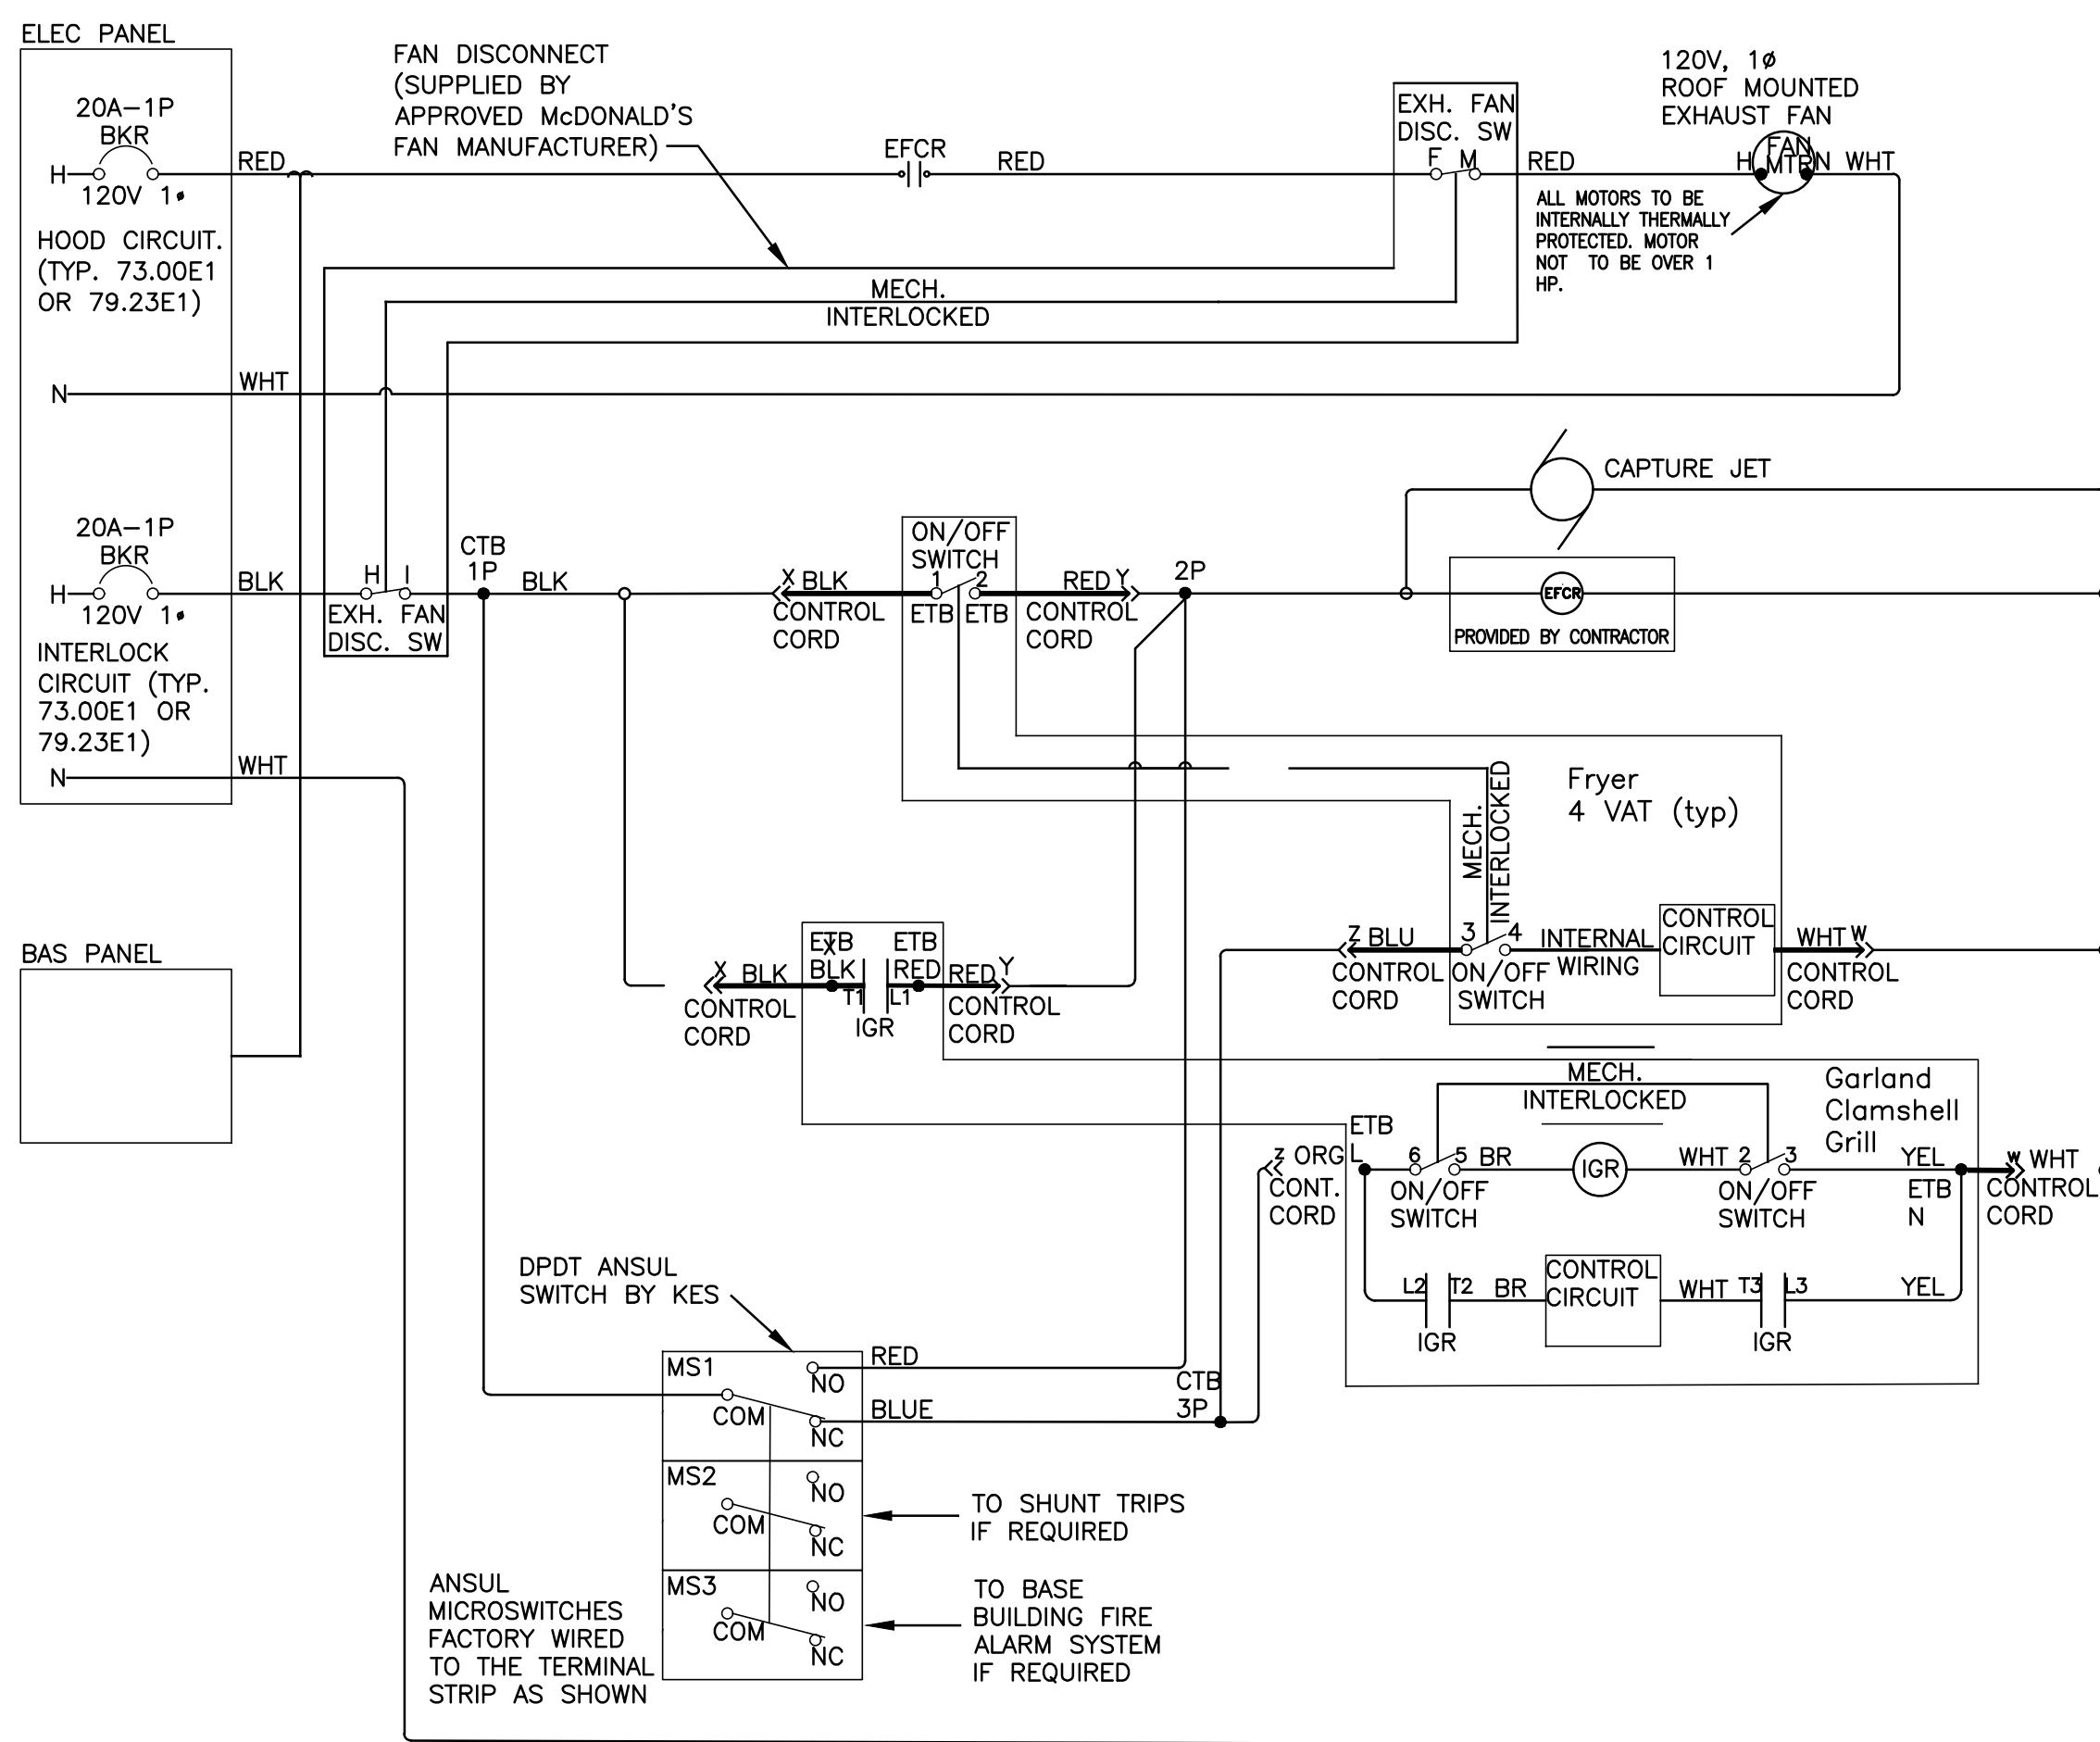 ELEC PANEL
20A-1P
BKR
H
120V 1ø
HOOD CIRCUIT.
(TYP. 73.00E1
OR 79.23E1)
N
20A-1P
BKR
H
120V 1ø
INTERLOCK
CIRCUIT (TYP.
73.00E1 OR
79.23E1)
N
BAS PANEL
RED
WHT
BLK
WHT
FAN DISCONNECT
(SUPPLIED BY
APPROVED McDONALD'S
FAN MANUFACTURER)
EFCR
RED
EXH. FAN
DISC. SW
F M
RED
120V, 1ø
ROOF MOUNTED
EXHAUST FAN
FAN
H MTR N WHT
ALL MOTORS TO BE
INTERNALLY THERMALLY
PROTECTED. MOTOR
NOT TO BE OVER 1
HP.
MECH.
INTERLOCKED
H I
EXH. FAN
DISC. SW
CTB
1P
BLK
X BLK
CONTROL
CORD
ON/OFF
SWITCH
1 2
ETB ETB
RED Y
CONTROL
CORD
2P
CAPTURE JET
EFCR
PROVIDED BY CONTRACTOR
Fryer
4 VAT (typ)
MECH.
INTERLOCKED
Z BLU
CONTROL
CORD
3 4
ON/OFF
SWITCH
INTERNAL
WIRING
CONTROL
CIRCUIT
WHT W
CONTROL
CORD
X BLK
CONTROL
CORD
ETB
X
BLK
T1
ETB
RED
L1
IGR
RED Y
CONTROL
CORD
MECH.
INTERLOCKED
Garland
Clamshell
Grill
Z ORG
CONT.
CORD
ETB
L
6 5 BR
ON/OFF
SWITCH
IGR
WHT 2 3
ON/OFF
SWITCH
YEL
ETB
N
W WHT
CONTROL
CORD
L2 T2 BR
IGR
CONTROL
CIRCUIT
WHT T3 L3
IGR
YEL
DPDT ANSUL
SWITCH BY KES
MS1
NO
COM
NC
RED
BLUE
CTB
3P
MS2
NO
COM
NC
TO SHUNT TRIPS
IF REQUIRED
MS3
NO
COM
NC
TO BASE
BUILDING FIRE
ALARM SYSTEM
IF REQUIRED
ANSUL
MICROSWITCHES
FACTORY WIRED
TO THE TERMINAL
STRIP AS SHOWN